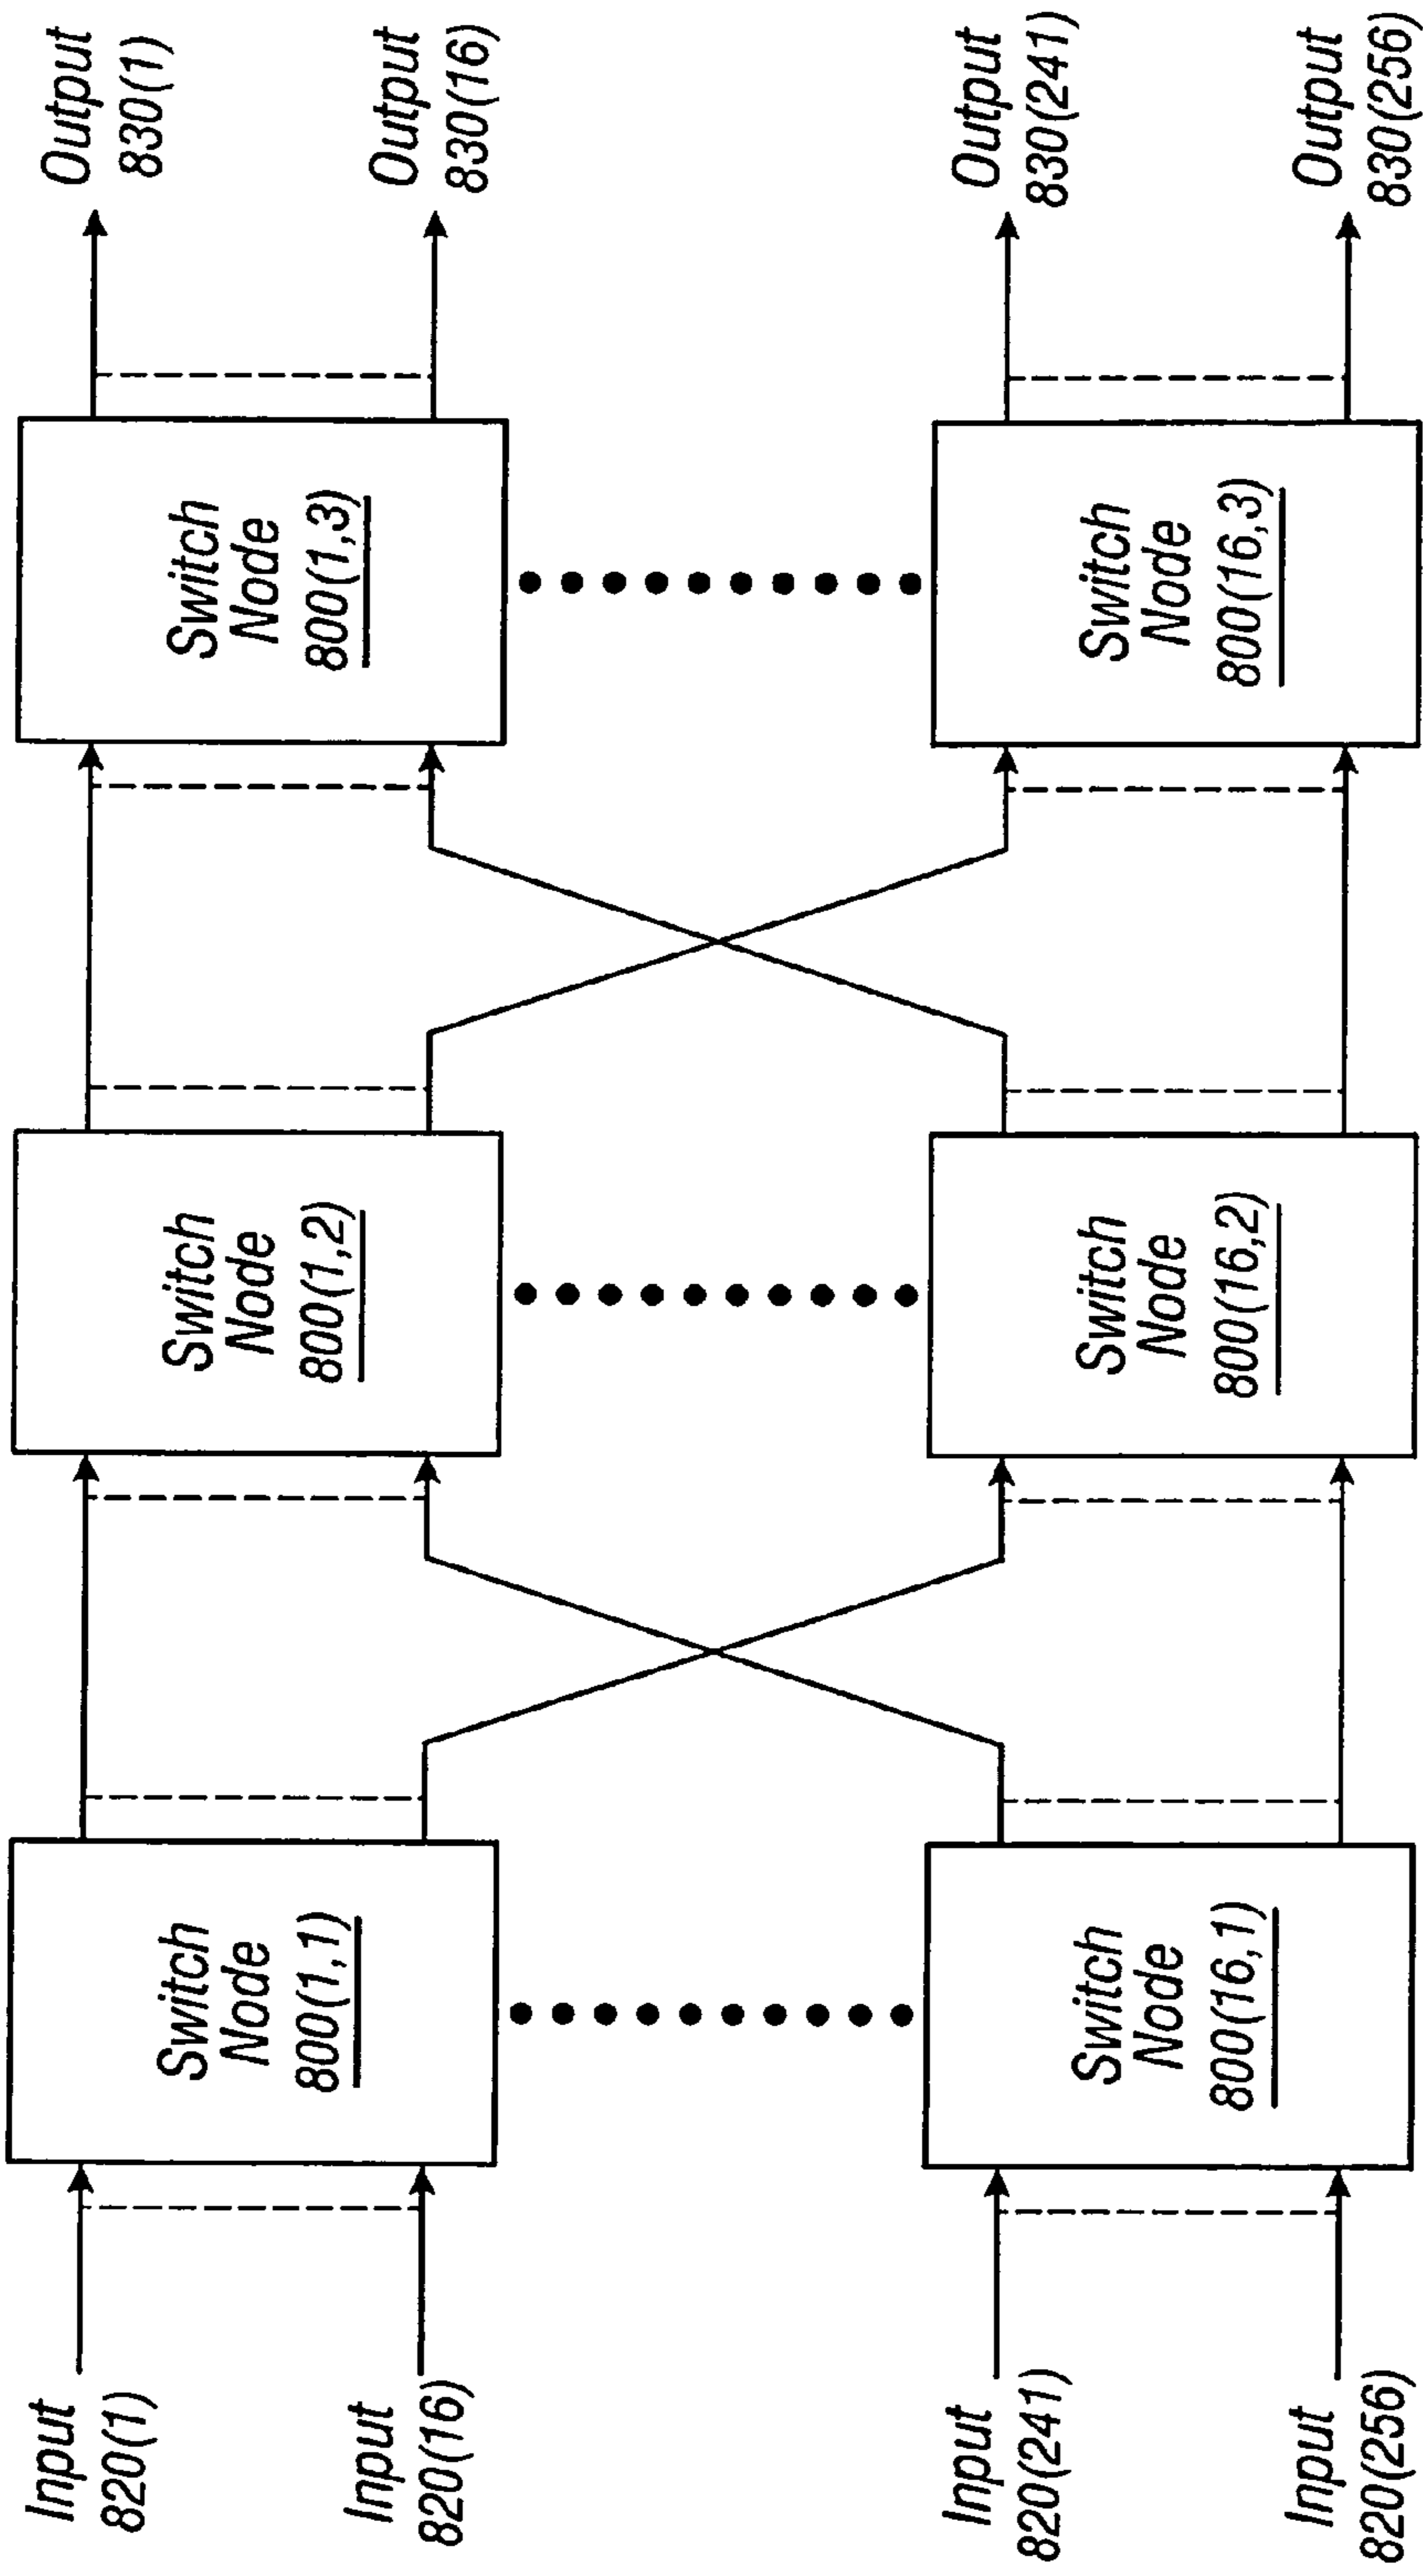 Input
820(1)
Input
820(16)
Input
820(241)
Input
820(256)
Switch
Node
800(1,1)
Switch
Node
800(16,1)
Switch
Node
800(1,2)
Switch
Node
800(16,2)
Switch
Node
800(1,3)
Switch
Node
800(16,3)
Output
830(1)
Output
830(16)
Output
830(241)
Output
830(256)